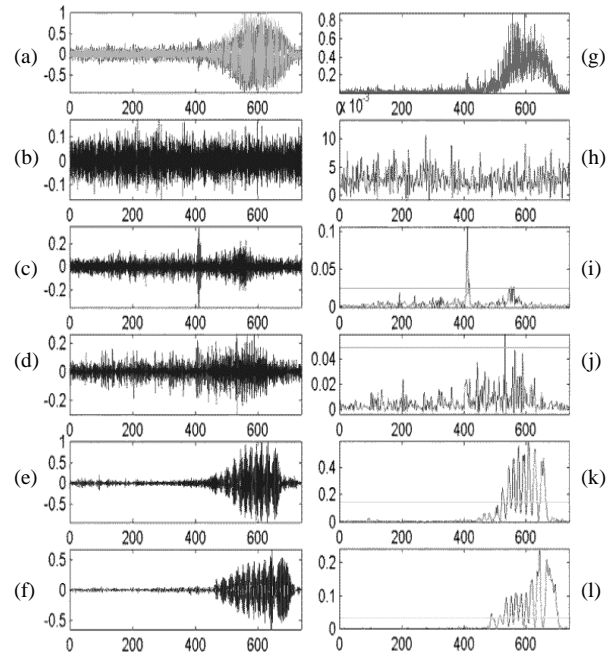 (a) 1 0.5 0 -0.5 0 200 400 600
(g) 0.8 0.6 0.4 0.2 0 x 10 -3 200 400 600
(b) 0.1 0 -0.1 0 200 400 600
(h) 10 5 0 0 200 400 600
(c) 0.2 0 -0.2 0 200 400 600
(i) 0.1 0.05 0 0 200 400 600
(d) 0.2 0 -0.2 0 200 400 600
(j) 0.04 0.02 0 0 200 400 600
(e) 1 0.5 0 -0.5 0 200 400 600
(k) 0.4 0.2 0 0 200 400 600
(f) 0.5 0 -0.5 0 200 400 600
(l) 0.2 0.1 0 0 200 400 600